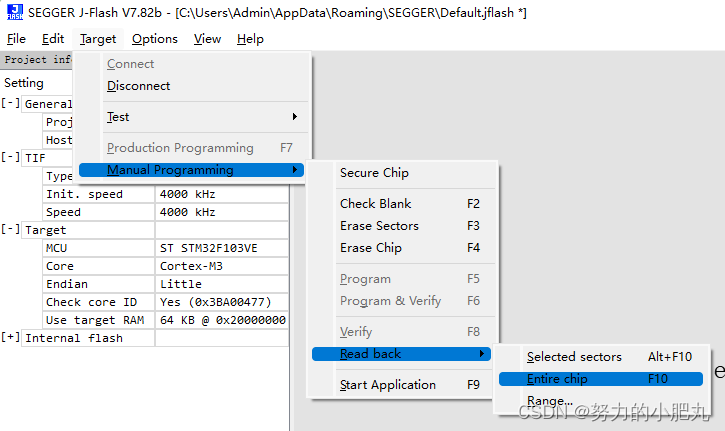 SEGGER J-Flash V7.82b - [C:\Users\Admin\AppData\Roaming\SEGGER\Default.jflash *]
File Edit Target Options View Help
Project info
Setting
[-] General
Proj
Host
[-] TIF
Type
Init. speed 4000 kHz
Speed 4000 kHz
[-] Target
MCU ST STM32F103VE
Core Cortex-M3
Endian Little
Check core ID Yes (0x3BA00477)
Use target RAM 64 KB @ 0x20000000
[+] Internal flash
Connect
Disconnect
Test
Production Programming F7
Manual Programming
Secure Chip
Check Blank F2
Erase Sectors F3
Erase Chip F4
Program F5
Program & Verify F6
Verify F8
Read back
Start Application F9
Selected sectors Alt+F10
Entire chip F10
Range...
e
CSDN @努力的小肥丸